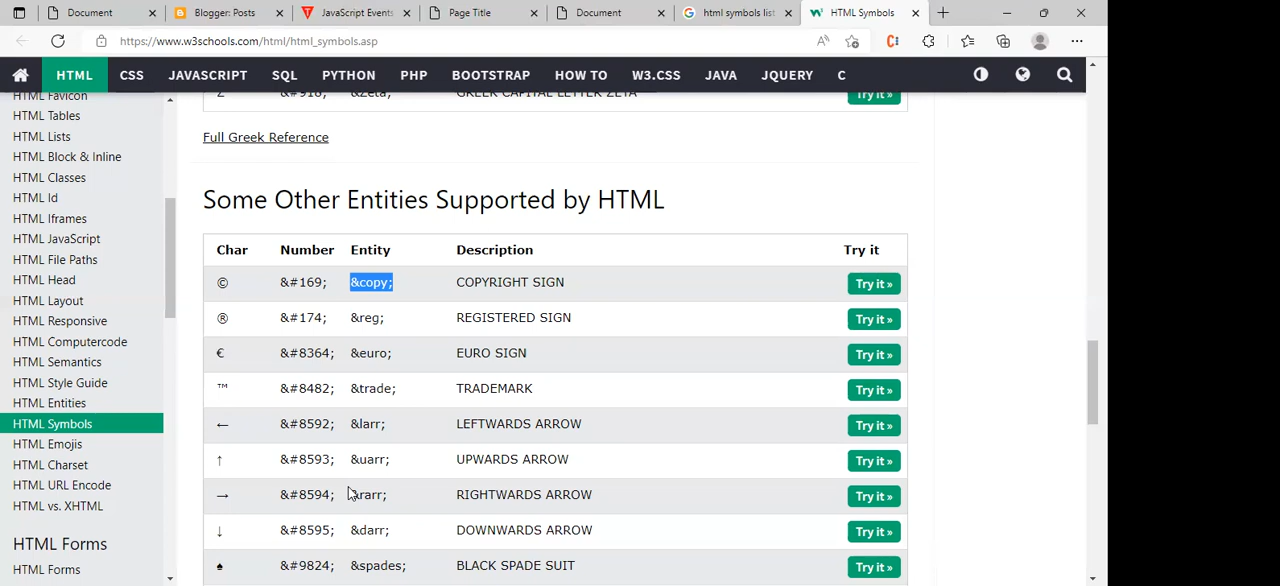 Document
Blogger: Posts
JavaScript Events
Page Title
Document
html symbols list
HTML Symbols
https://www.w3schools.com/html/html_symbols.asp
HTML CSS JAVASCRIPT SQL PYTHON PHP BOOTSTRAP HOW TO W3.CSS JAVA JQUERY C
HTML Favicon
HTML Tables
HTML Lists
HTML Block & Inline
HTML Classes
HTML Id
HTML Iframes
HTML JavaScript
HTML File Paths
HTML Head
HTML Layout
HTML Responsive
HTML Computercode
HTML Semantics
HTML Style Guide
HTML Entities
HTML Symbols
HTML Emojis
HTML Charset
HTML URL Encode
HTML vs. XHTML
HTML Forms
HTML Forms
Ζ &#918; &Zeta; GREEK CAPITAL LETTER ZETA Try it »
Full Greek Reference
Some Other Entities Supported by HTML
Char Number Entity Description Try it
© &#169; &copy; COPYRIGHT SIGN Try it »
® &#174; &reg; REGISTERED SIGN Try it »
€ &#8364; &euro; EURO SIGN Try it »
™ &#8482; &trade; TRADEMARK Try it »
← &#8592; &larr; LEFTWARDS ARROW Try it »
↑ &#8593; &uarr; UPWARDS ARROW Try it »
→ &#8594; &rarr; RIGHTWARDS ARROW Try it »
↓ &#8595; &darr; DOWNWARDS ARROW Try it »
♠ &#9824; &spades; BLACK SPADE SUIT Try it »